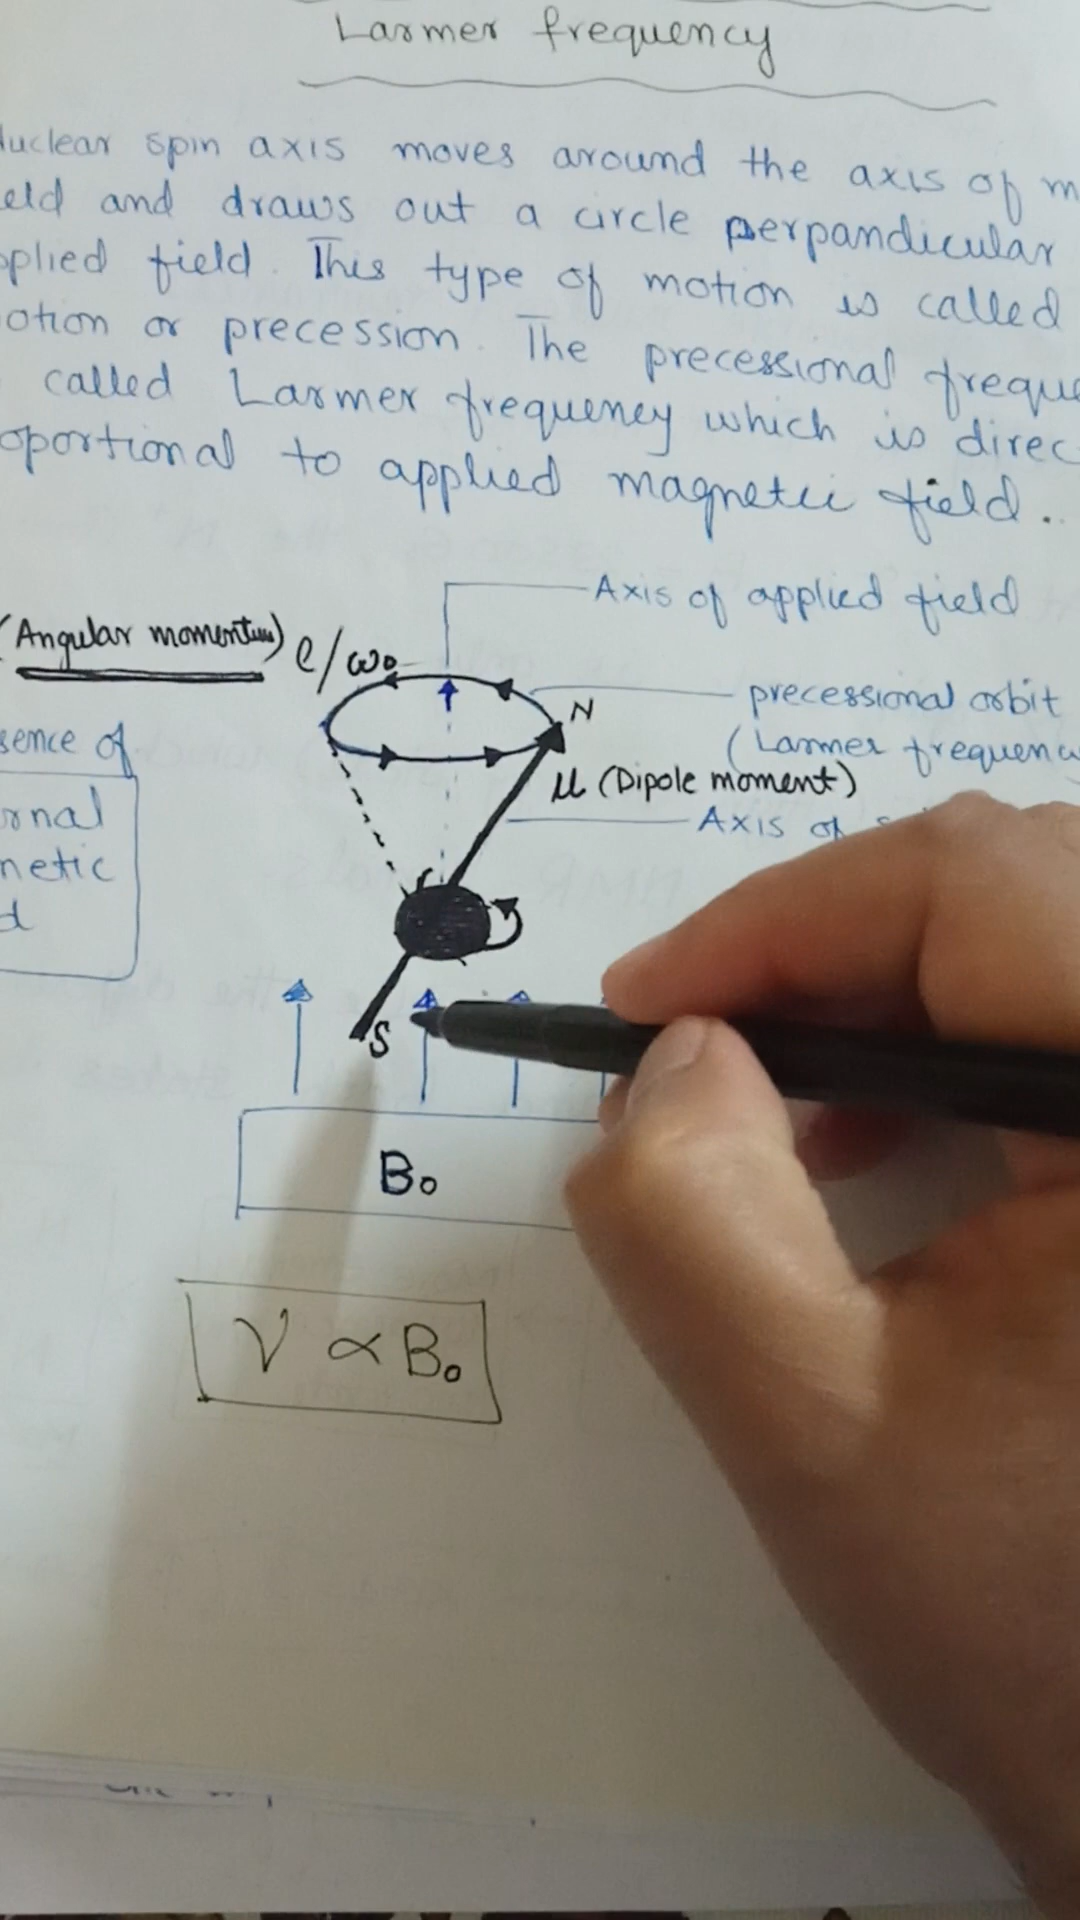 Larmer frequency
Nuclear spin axis moves around the axis of m
eld and draws out a circle perpandicular
pplied field. This type of motion is called
otion or precession. The precessional freque
called Larmer frequency which is direc
oportional to applied magnetic field.
Axis of applied field
(Angular momentum) l/ω₀
precessional orbit
N
(Larmer frequency
sence of
μ (Dipole moment)
rnal
Axis of
netic
d
S
B₀
ν ∝ B₀